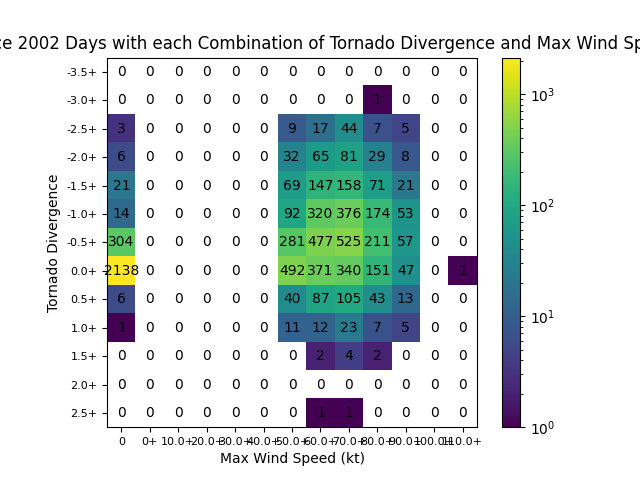 ce 2002 Days with each Combination of Tornado Divergence and Max Wind Sp
-3.5+ 0 0 0 0 0 0 0 0 0 0 0 0 0
-3.0+ 0 0 0 0 0 0 0 0 0 1 0 0 0
-2.5+ 3 0 0 0 0 0 9 17 44 7 5 0 0
-2.0+ 6 0 0 0 0 0 32 65 81 29 8 0 0
-1.5+ 21 0 0 0 0 0 69 147 158 71 21 0 0
-1.0+ 14 0 0 0 0 0 92 320 376 174 53 0 0
-0.5+ 304 0 0 0 0 0 281 477 525 211 57 0 0
0.0+ 2138 0 0 0 0 0 492 371 340 151 47 0 1
0.5+ 6 0 0 0 0 0 40 87 105 43 13 0 0
1.0+ 1 0 0 0 0 0 11 12 23 7 5 0 0
1.5+ 0 0 0 0 0 0 0 2 4 2 0 0 0
2.0+ 0 0 0 0 0 0 0 0 0 0 0 0 0
2.5+ 0 0 0 0 0 0 0 1 1 0 0 0 0
0 0+ 10.0+ 20.0+ 30.0+ 40.0+ 50.0+ 60.0+ 70.0+ 80.0+ 90.0+ 100.0+ 110.0+
Max Wind Speed (kt)
Tornado Divergence
10³
10²
10¹
10⁰